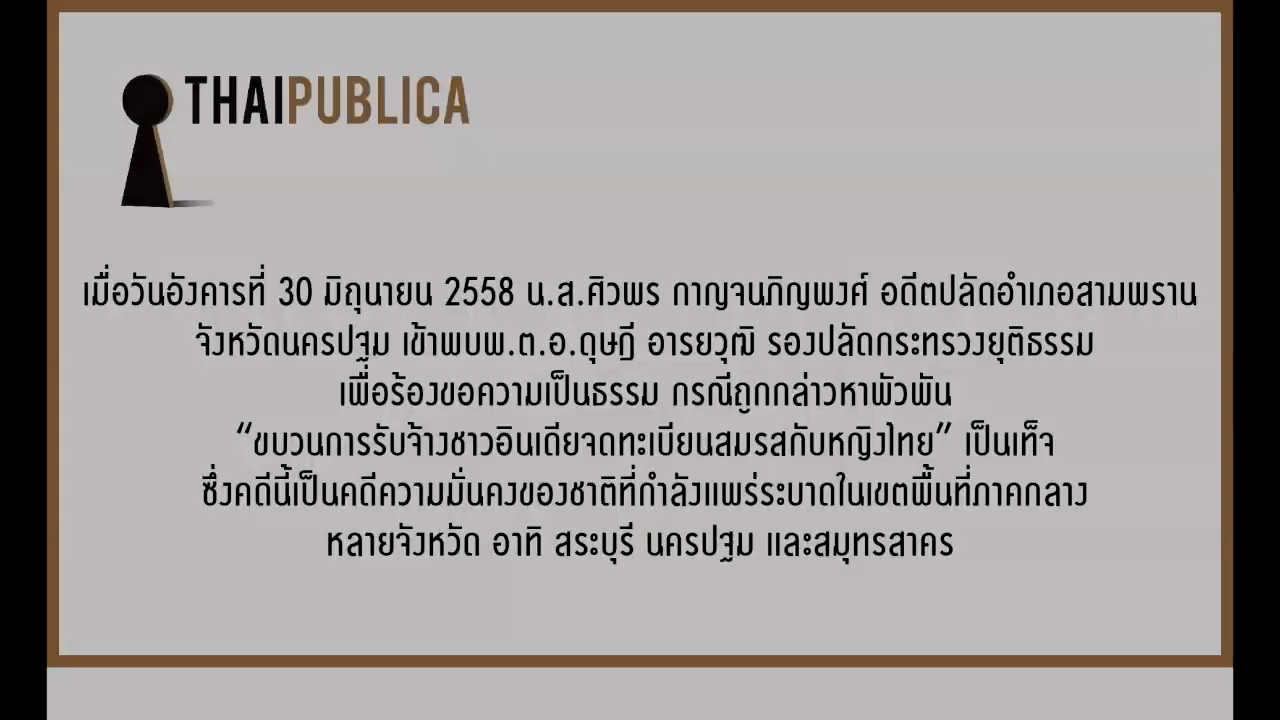 THAIPUBLICA
เมื่อวันอังคารที่ 30 มิถุนายน 2558 น.ส.ศิวพร กาญจนภิญพงศ์ อดีตปลัดอำเภอสามพราน
จังหวัดนครปฐม เข้าพบพ.ต.อ.ดุษฎี อารยวุฒิ รองปลัดกระทรวงยุติธรรม
เพื่อร้องขอความเป็นธรรม กรณีถูกกล่าวหาพัวพัน
“ขบวนการรับจ้างชาวอินเดียจดทะเบียนสมรสกับหญิงไทย” เป็นเท็จ
ซึ่งคดีนี้เป็นคดีความมั่นคงของชาติที่กำลังแพร่ระบาดในเขตพื้นที่ภาคกลาง
หลายจังหวัด อาทิ สระบุรี นครปฐม และสมุทรสาคร